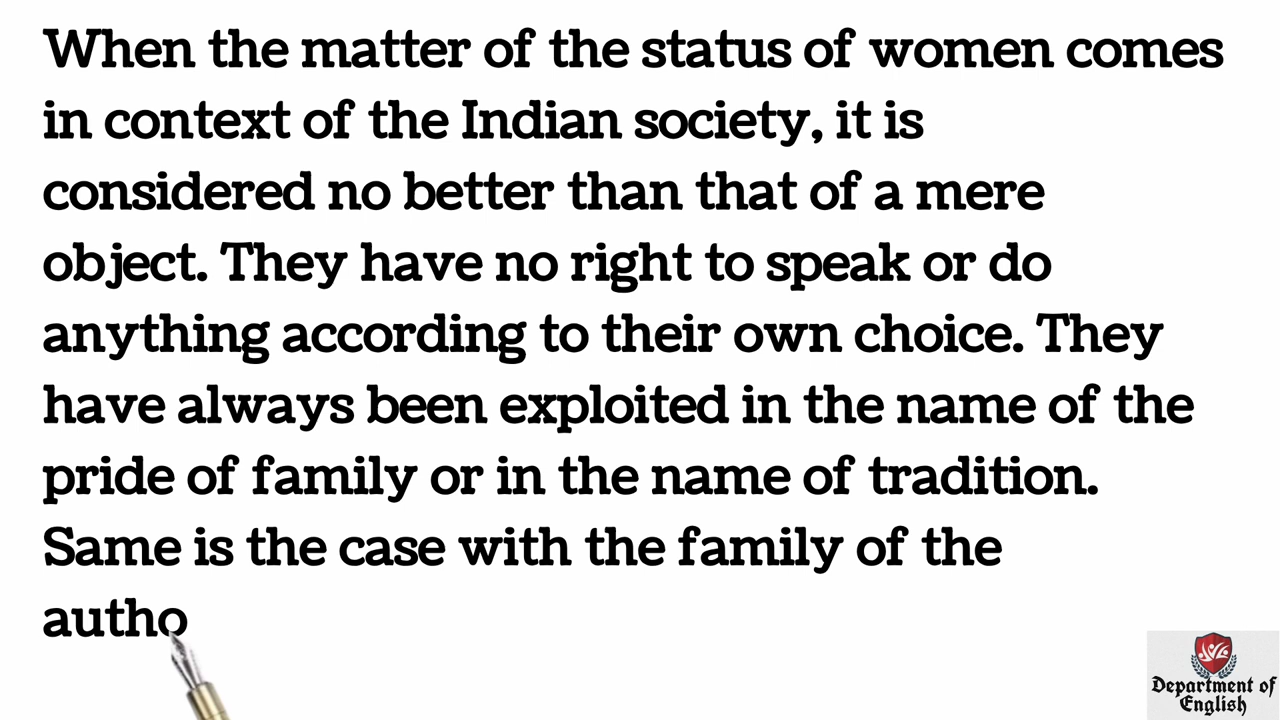 When the matter of the status of women comes
in context of the Indian society, it is
considered no better than that of a mere
object. They have no right to speak or do
anything according to their own choice. They
have always been exploited in the name of the
pride of family or in the name of tradition.
Same is the case with the family of the
autho
Department of
English